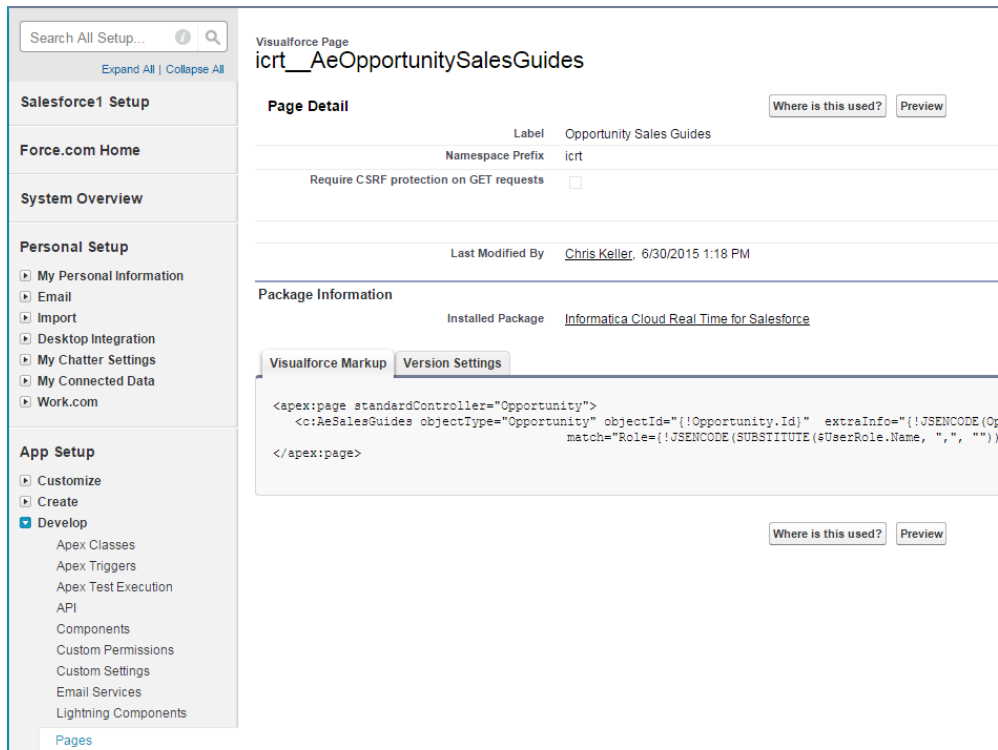 Search All Setup...
Expand All | Collapse All
Salesforce1 Setup
Force.com Home
System Overview
Personal Setup
My Personal Information
Email
Import
Desktop Integration
My Chatter Settings
My Connected Data
Work.com
App Setup
Customize
Create
Develop
Apex Classes
Apex Triggers
Apex Test Execution
API
Components
Custom Permissions
Custom Settings
Email Services
Lightning Components
Pages
Visualforce Page
icrt__AeOpportunitySalesGuides
Page Detail
Where is this used? Preview
Label Opportunity Sales Guides
Namespace Prefix icrt
Require CSRF protection on GET requests
Last Modified By Chris Keller, 6/30/2015 1:18 PM
Package Information
Installed Package Informatica Cloud Real Time for Salesforce
Visualforce Markup Version Settings
<apex:page standardController="Opportunity">
<c:AeSalesGuides objectType="Opportunity" objectId="{!Opportunity.Id}" extraInfo="{!JSENCODE(Op
match="Role={!JSENCODE(SUBSTITUTE($UserRole.Name, ",", ""))
</apex:page>
Where is this used? Preview